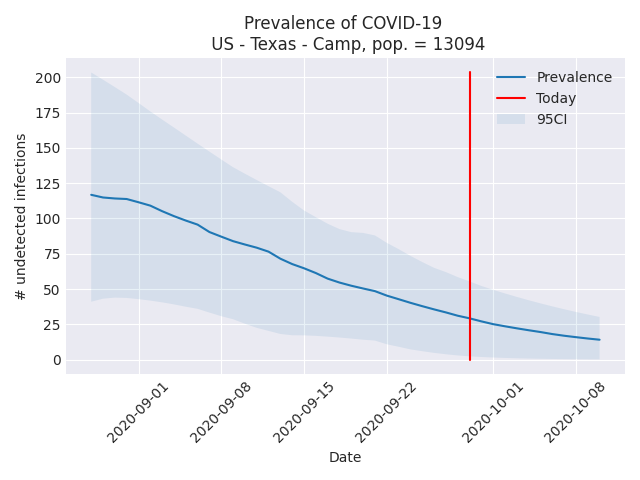 Prevalence of COVID-19
US - Texas - Camp, pop. = 13094
200
175
150
125
100
75
50
25
0
# undetected infections
Prevalence
Today
95CI
2020-09-01
2020-09-08
2020-09-15
2020-09-22
2020-10-01
2020-10-08
Date